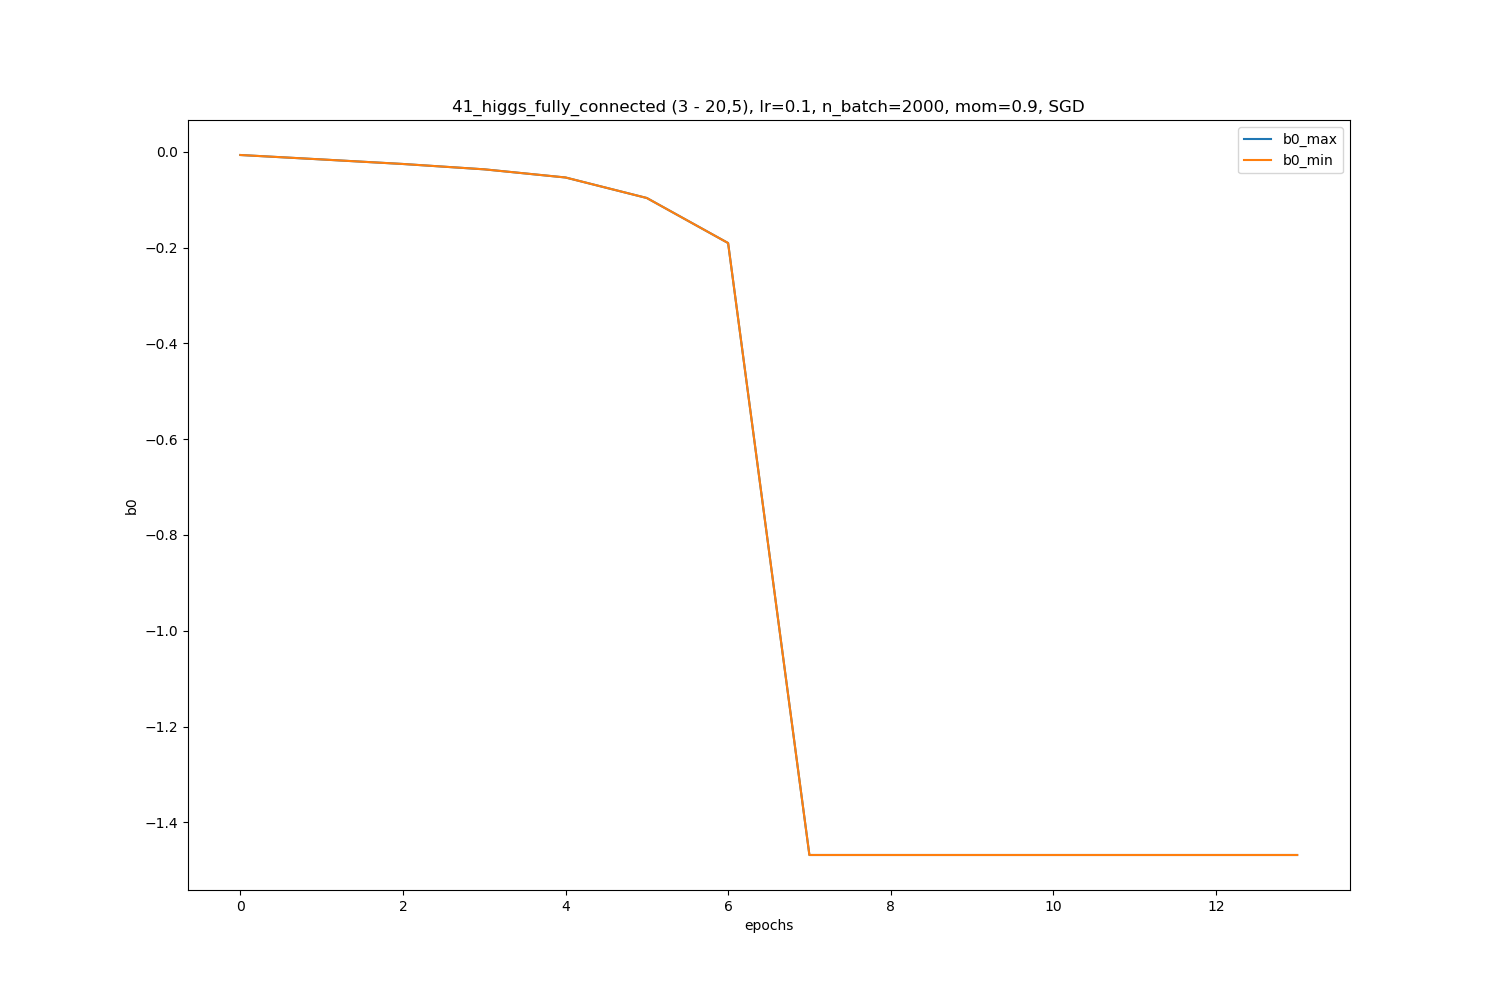 41_higgs_fully_connected (3 - 20,5), lr=0.1, n_batch=2000, mom=0.9, SGD
b0_max
b0_min
0.0
−0.2
−0.4
−0.6
−0.8
−1.0
−1.2
−1.4
b0
0 2 4 6 8 10 12
epochs